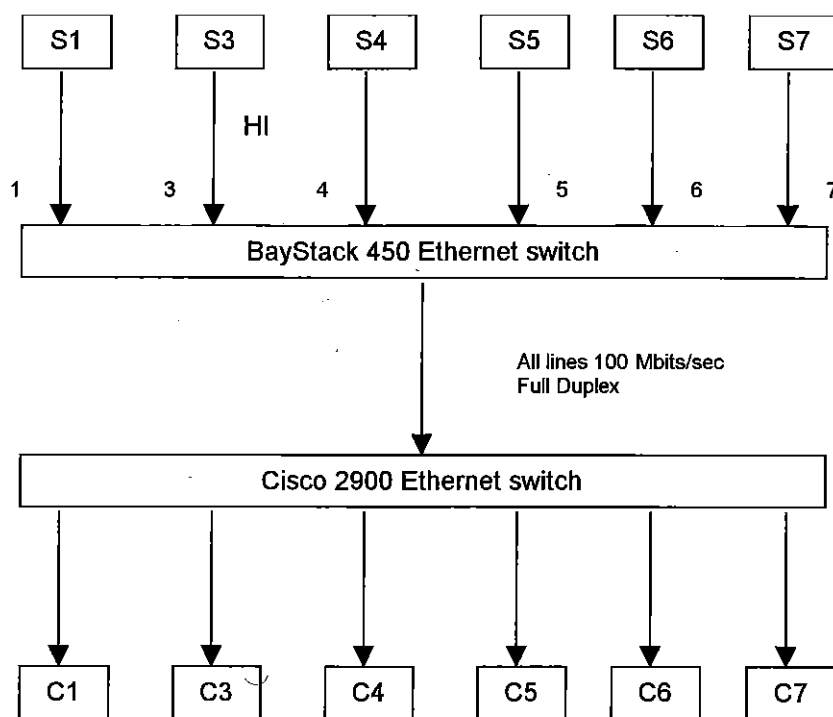 S1 S3 S4 S5 S6 S7
HI
1 3 4 5 6 7
BayStack 450 Ethernet switch
All lines 100 Mbits/sec
Full Duplex
Cisco 2900 Ethernet switch
C1 C3 C4 C5 C6 C7